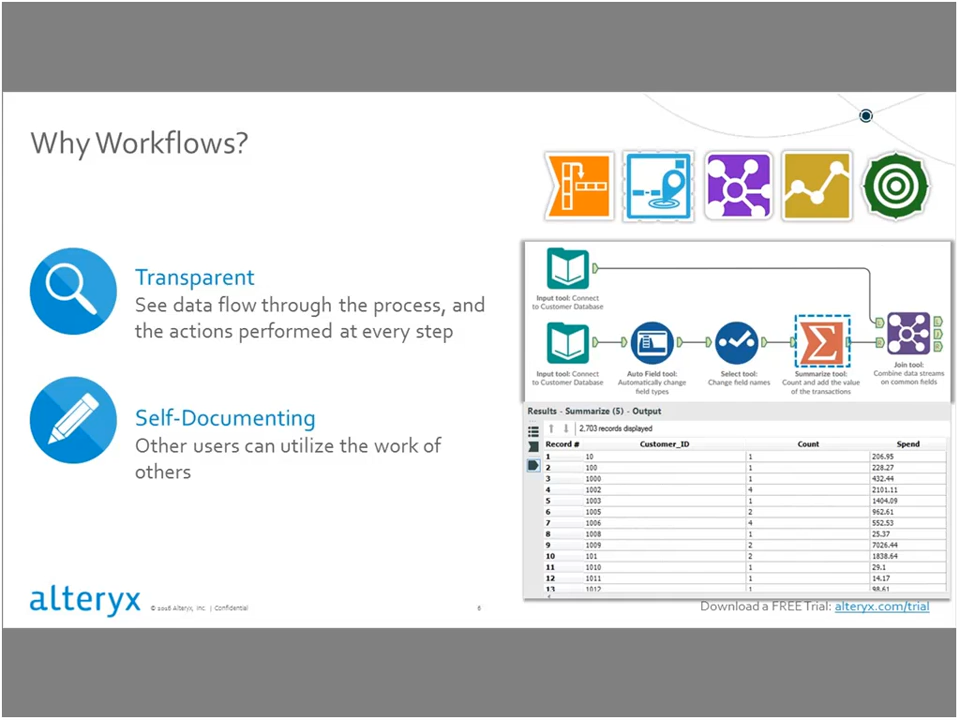 Why Workflows?
Transparent
See data flow through the process, and
the actions performed at every step
Self-Documenting
Other users can utilize the work of
others
Input tool: Connect
to Customer Database
Input tool: Connect
to Customer Database
Auto Field tool:
Automatically change
field types
Select tool:
Change field names
Summarize tool:
Count and add the value
of the transactions
Join tool:
Combine data streams
on common fields
Results - Summarize (5) - Output
2,703 records displayed
Record # Customer_ID Count Spend
1 10 1 206.95
2 100 1 228.27
3 1000 1 432.44
4 1002 4 2101.11
5 1003 1 1404.09
6 1005 2 962.61
7 1006 4 552.53
8 1008 1 25.37
9 1009 2 7026.44
10 101 2 1838.64
11 1010 1 29.1
12 1011 1 14.17
13 1012 1 98.61
alteryx © 2016 Alteryx, Inc. | Confidential
6
Download a FREE Trial: alteryx.com/trial